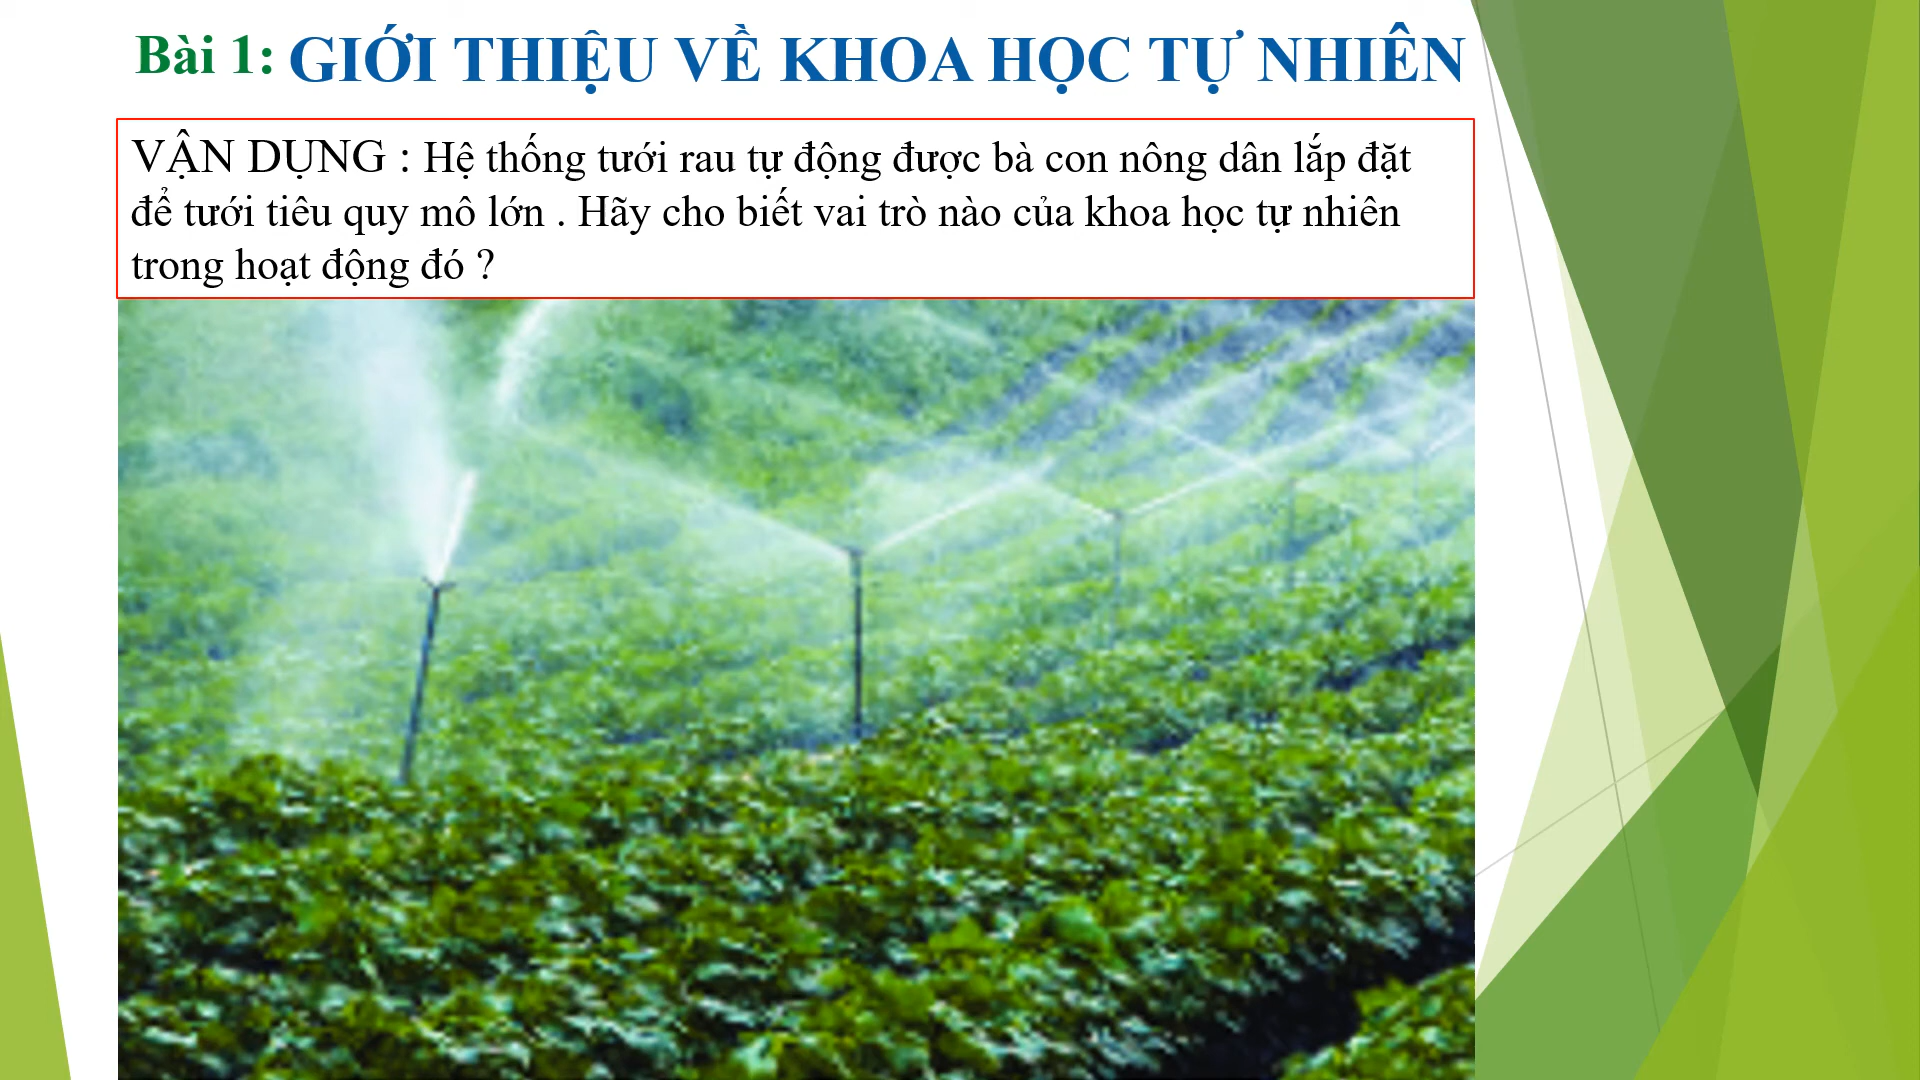 Bài 1: GIỚI THIỆU VỀ KHOA HỌC TỰ NHIÊN
VẬN DỤNG : Hệ thống tưới rau tự động được bà con nông dân lắp đặt
để tưới tiêu quy mô lớn . Hãy cho biết vai trò nào của khoa học tự nhiên
trong hoạt động đó ?